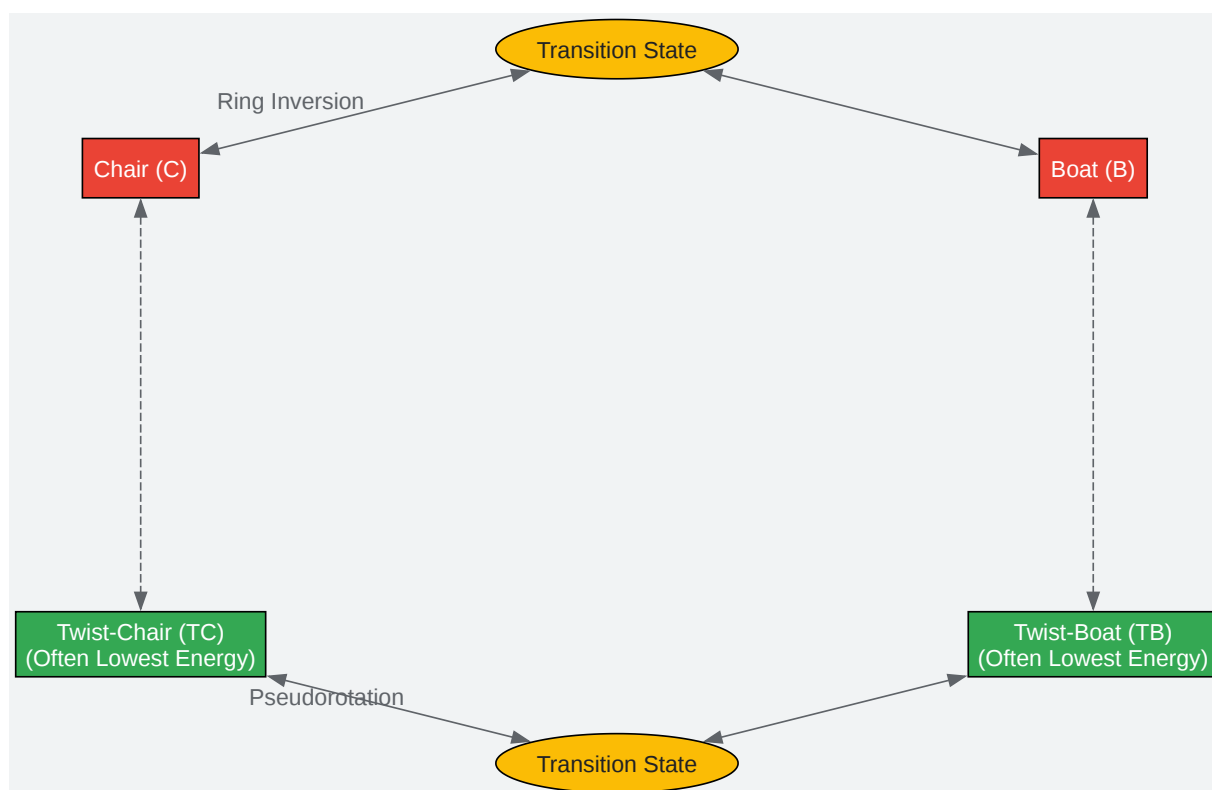 Transition State
Ring Inversion
Chair (C)
Boat (B)
Twist-Chair (TC)
(Often Lowest Energy)
Twist-Boat (TB)
(Often Lowest Energy)
Pseudorotation
Transition State